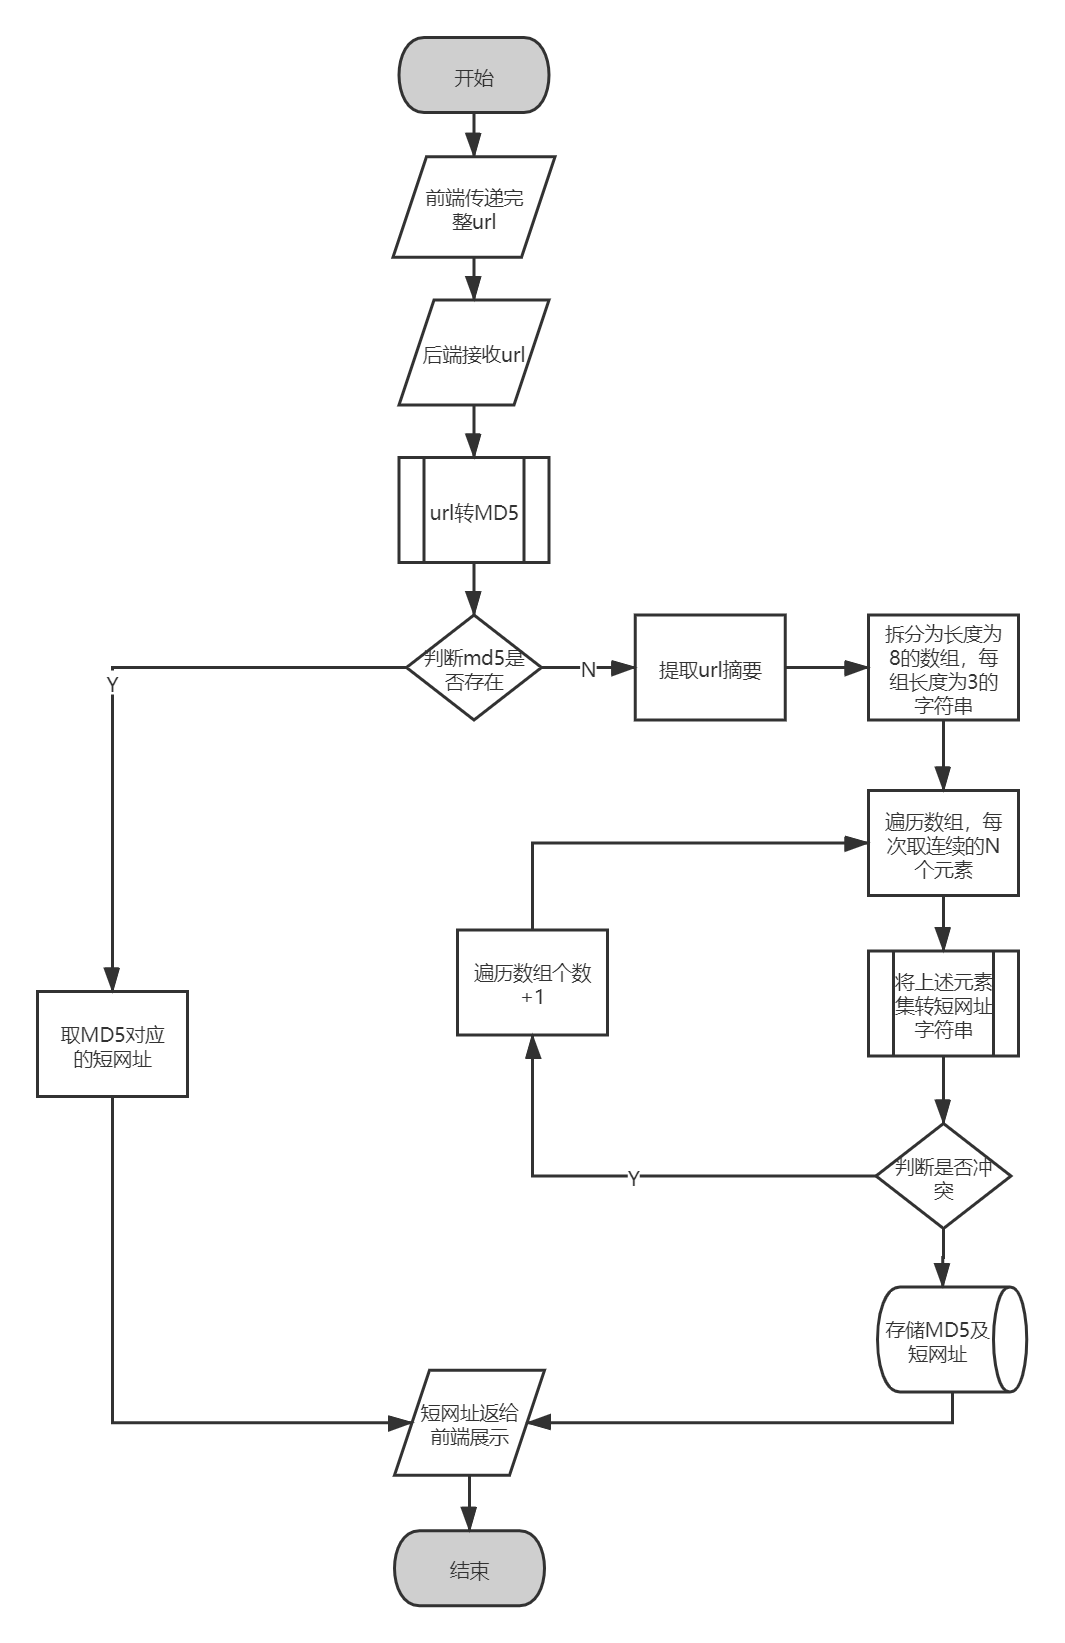 开始
前端传递完
整url
后端接收url
url转MD5
判断md5是
否存在
Y
N
提取url摘要
拆分为长度为
8的数组，每
组长度为3的
字符串
遍历数组，每
次取连续的N
个元素
遍历数组个数
+1
将上述元素
集转短网址
字符串
取MD5对应
的短网址
判断是否冲
突
Y
存储MD5及
短网址
短网址返给
前端展示
结束